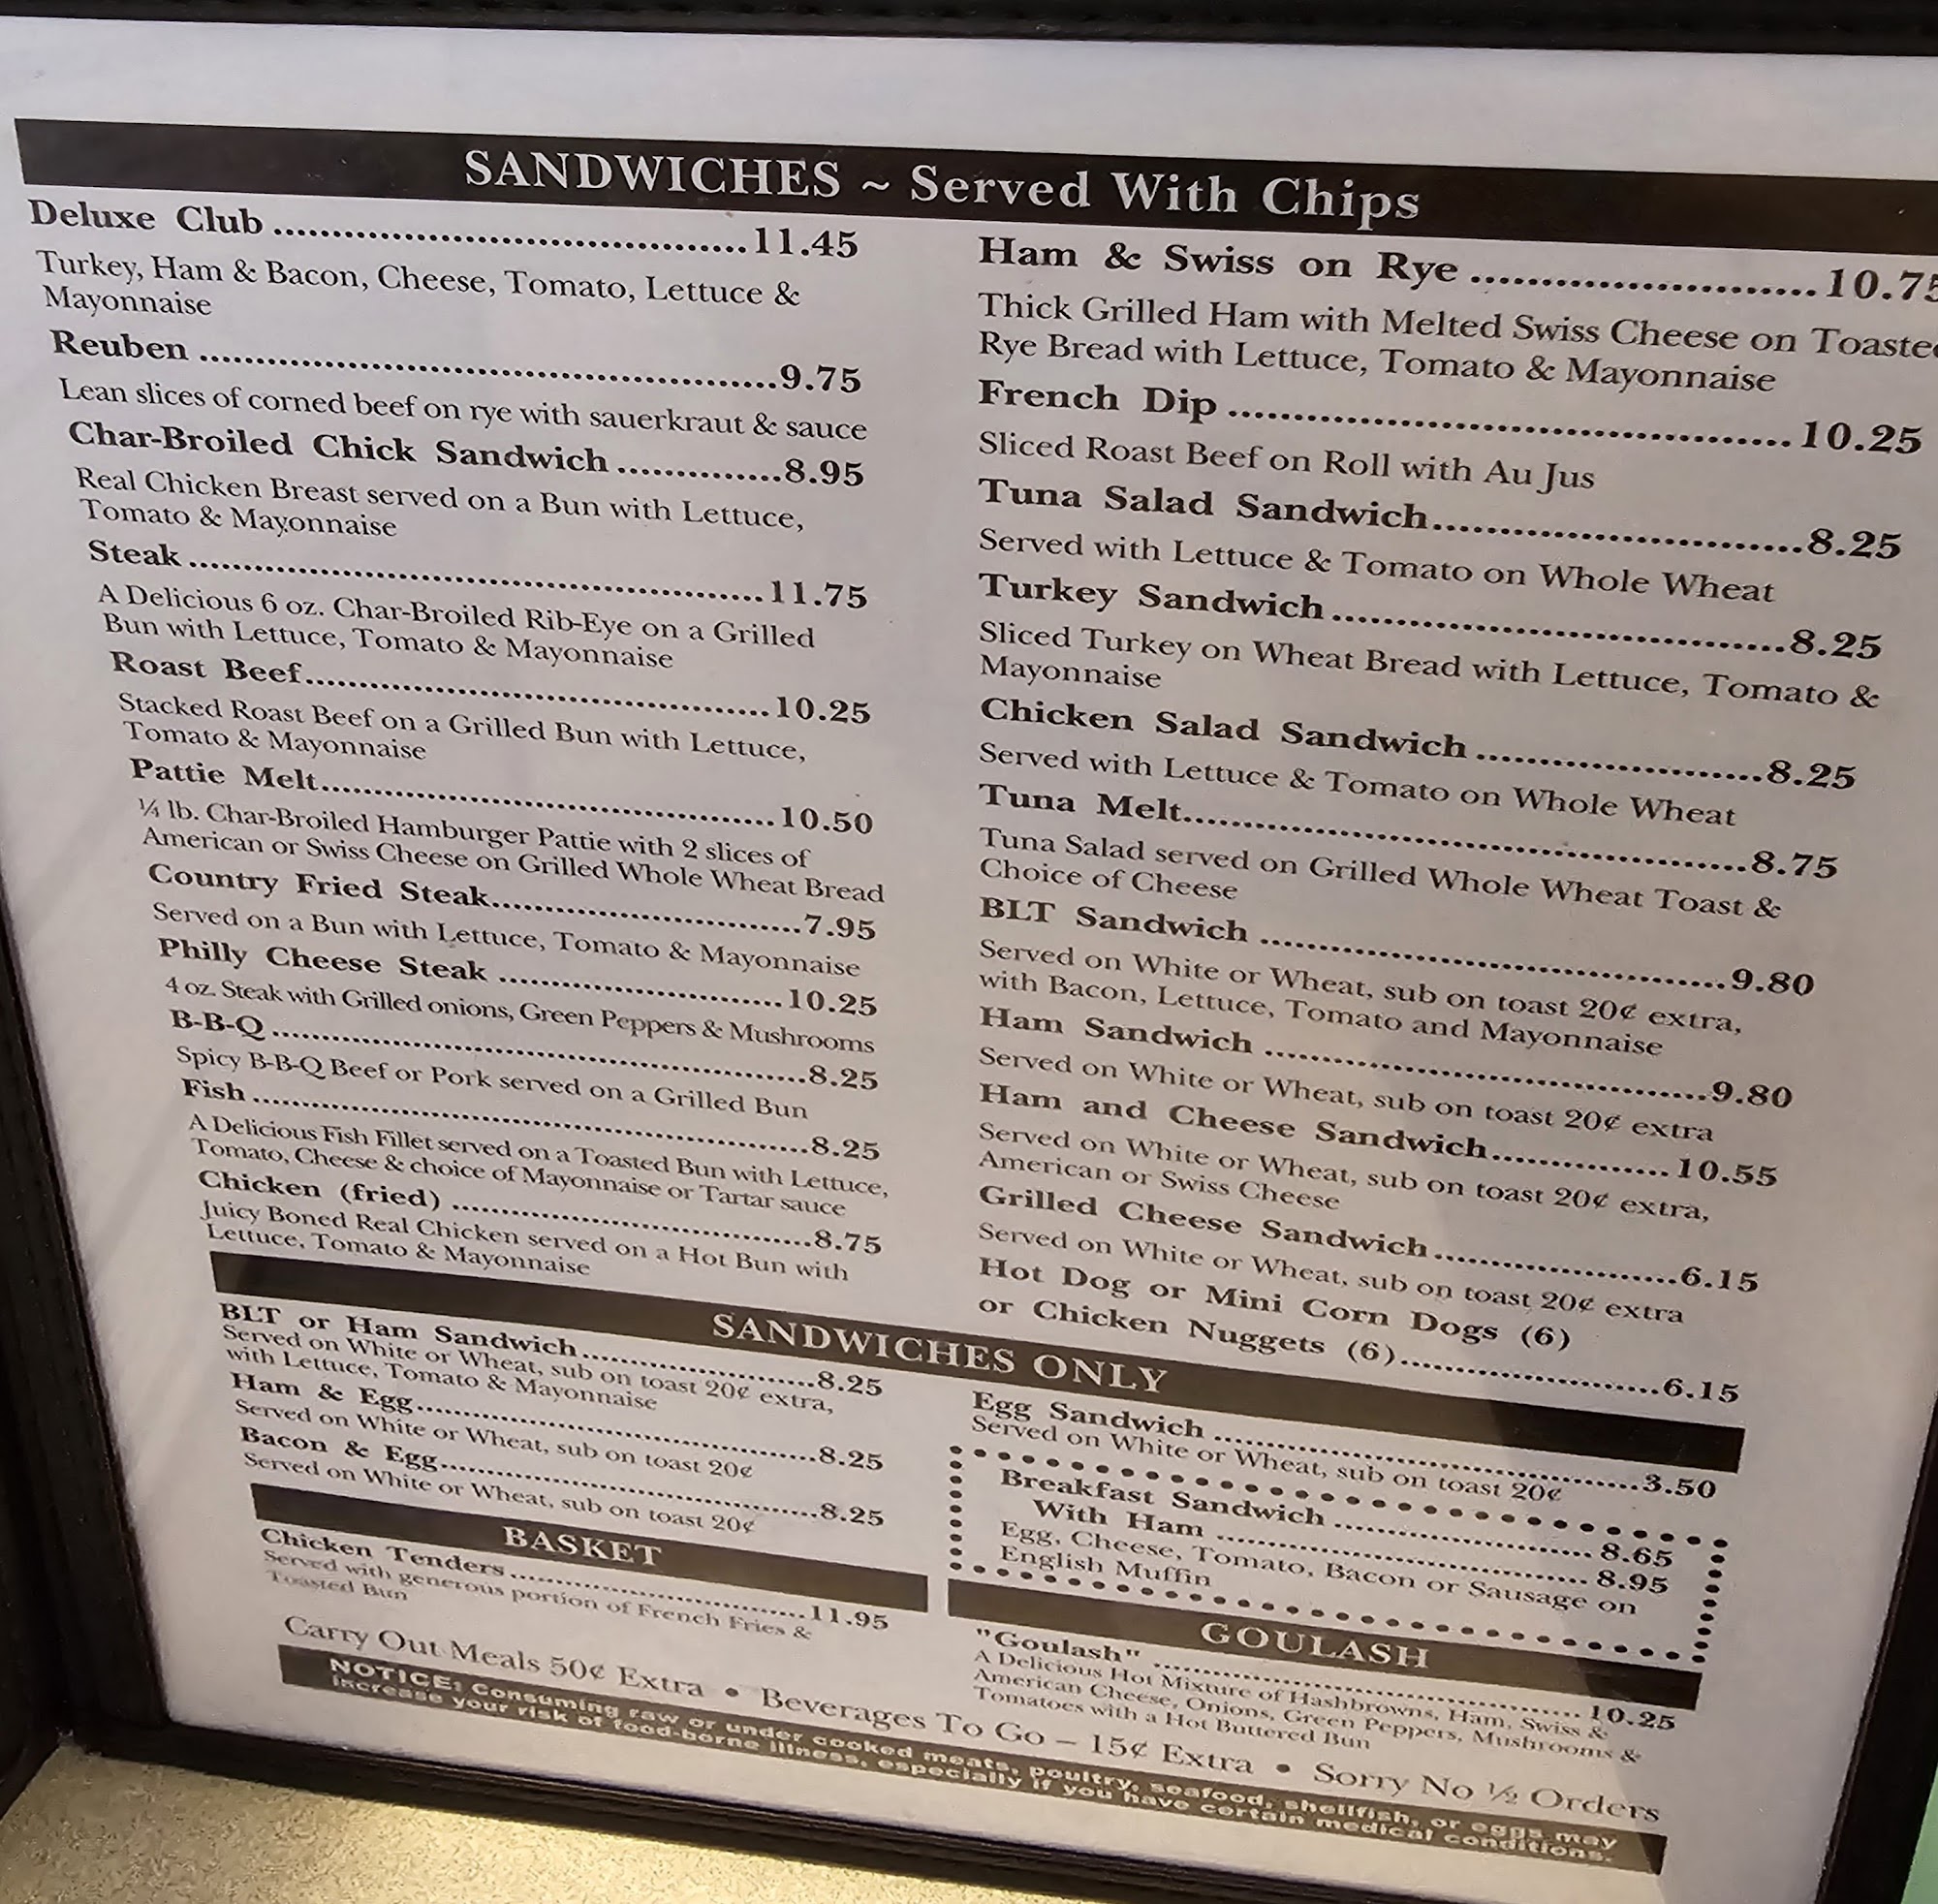 SANDWICHES ~ Served With Chips
Deluxe Club ........ 11.45
Turkey, Ham & Bacon, Cheese, Tomato, Lettuce &
Mayonnaise
Reuben ........ 9.75
Lean slices of corned beef on rye with sauerkraut & sauce
Char-Broiled Chick Sandwich ........ 8.95
Real Chicken Breast served on a Bun with Lettuce,
Tomato & Mayonnaise
Steak ........ 11.75
A Delicious 6 oz. Char-Broiled Rib-Eye on a Grilled
Bun with Lettuce, Tomato & Mayonnaise
Roast Beef ........ 10.25
Stacked Roast Beef on a Grilled Bun with Lettuce,
Tomato & Mayonnaise
Pattie Melt ........ 10.50
¼ lb. Char-Broiled Hamburger Pattie with 2 slices of
American or Swiss Cheese on Grilled Whole Wheat Bread
Country Fried Steak ........ 7.95
Served on a Bun with Lettuce, Tomato & Mayonnaise
Philly Cheese Steak ........ 10.25
4 oz. Steak with Grilled onions, Green Peppers & Mushrooms
B-B-Q ........ 8.25
Spicy B-B-Q Beef or Pork served on a Grilled Bun
Fish ........ 8.25
A Delicious Fish Fillet served on a Toasted Bun with Lettuce,
Tomato, Cheese & choice of Mayonnaise or Tartar sauce
Chicken (fried) ........ 8.75
Juicy Boned Real Chicken served on a Hot Bun with
Lettuce, Tomato & Mayonnaise
Ham & Swiss on Rye ........ 10.75
Thick Grilled Ham with Melted Swiss Cheese on Toasted
Rye Bread with Lettuce, Tomato & Mayonnaise
French Dip ........ 10.25
Sliced Roast Beef on Roll with Au Jus
Tuna Salad Sandwich ........ 8.25
Served with Lettuce & Tomato on Whole Wheat
Turkey Sandwich ........ 8.25
Sliced Turkey on Wheat Bread with Lettuce, Tomato &
Mayonnaise
Chicken Salad Sandwich ........ 8.25
Served with Lettuce & Tomato on Whole Wheat
Tuna Melt ........ 8.75
Tuna Salad served on Grilled Whole Wheat Toast &
Choice of Cheese
BLT Sandwich ........ 9.80
Served on White or Wheat, sub on toast 20¢ extra,
with Bacon, Lettuce, Tomato and Mayonnaise
Ham Sandwich ........ 9.80
Served on White or Wheat, sub on toast 20¢ extra
Ham and Cheese Sandwich ........ 10.55
Served on White or Wheat, sub on toast 20¢ extra,
American or Swiss Cheese
Grilled Cheese Sandwich ........ 6.15
Served on White or Wheat, sub on toast 20¢ extra
Hot Dog or Mini Corn Dogs (6)
or Chicken Nuggets (6) ........ 6.15
SANDWICHES ONLY
BLT or Ham Sandwich ........ 8.25
Served on White or Wheat, sub on toast 20¢ extra,
with Lettuce, Tomato & Mayonnaise
Ham & Egg ........ 8.25
Served on White or Wheat, sub on toast 20¢
Bacon & Egg ........ 8.25
Served on White or Wheat, sub on toast 20¢
Egg Sandwich ........ 3.50
Served on White or Wheat, sub on toast 20¢
Breakfast Sandwich ........ 8.65
With Ham ........ 8.95
Egg, Cheese, Tomato, Bacon or Sausage on
English Muffin
BASKET
Chicken Tenders ........ 11.95
Served with generous portion of French Fries &
Toasted Bun
GOULASH
"Goulash" ........ 10.25
A Delicious Hot Mixture of Hashbrowns, Ham, Swiss &
American Cheese, Onions, Green Peppers, Mushrooms &
Tomatoes with a Hot Buttered Bun
Carry Out Meals 50¢ Extra • Beverages To Go – 15¢ Extra • Sorry No ½ Orders
NOTICE: Consuming raw or under cooked meats, poultry, seafood, shellfish, or eggs may
increase your risk of food-borne illness, especially if you have certain medical conditions.